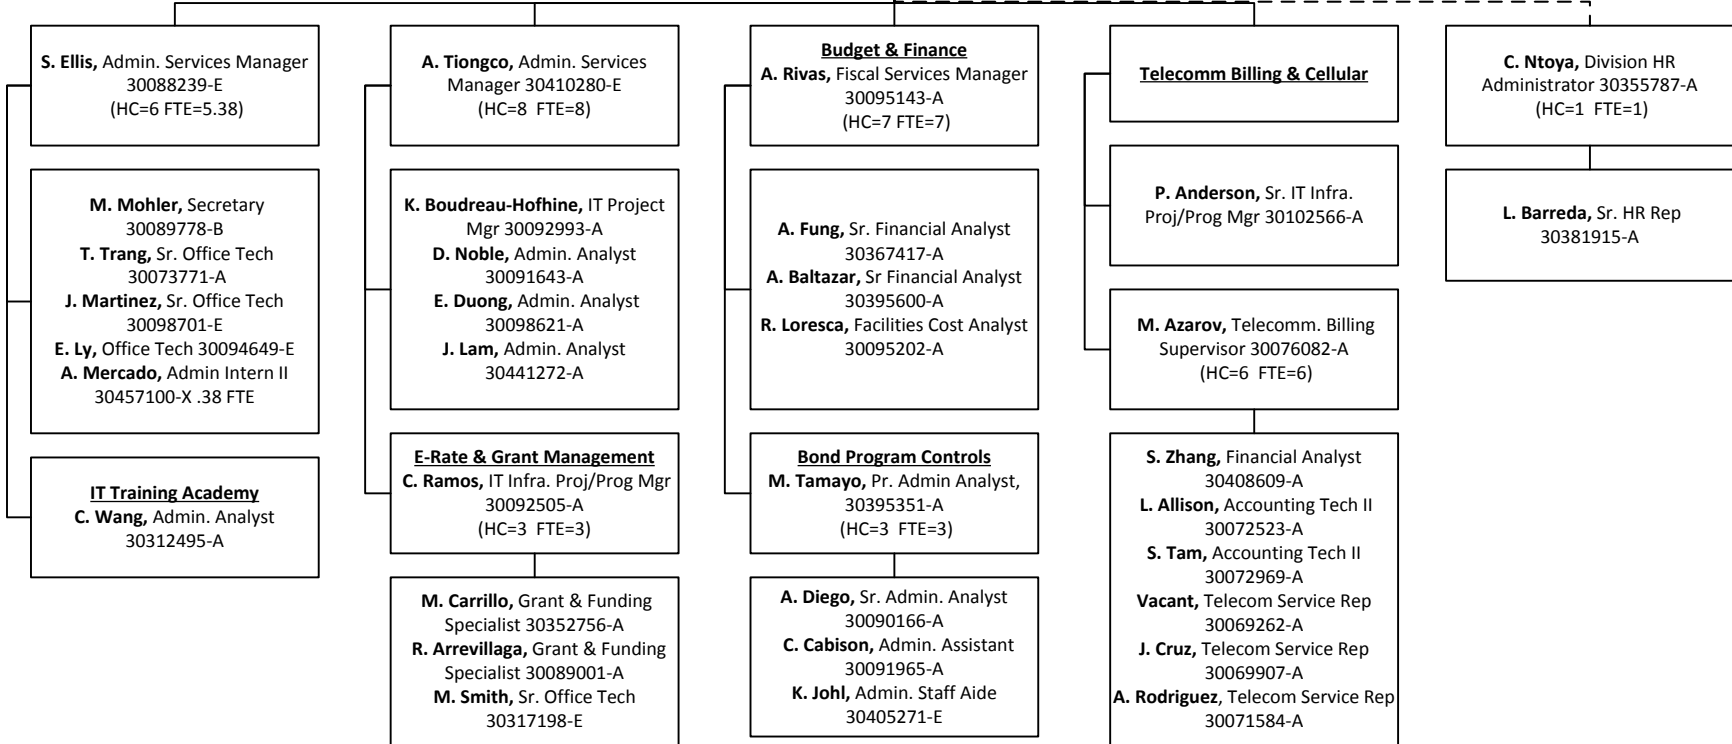 S. Ellis, Admin. Services Manager
30088239-E
(HC=6 FTE=5.38)
M. Mohler, Secretary
30089778-B
T. Trang, Sr. Office Tech
30073771-A
J. Martinez, Sr. Office Tech
30098701-E
E. Ly, Office Tech 30094649-E
A. Mercado, Admin Intern II
30457100-X .38 FTE
IT Training Academy
C. Wang, Admin. Analyst
30312495-A
A. Tiongco, Admin. Services
Manager 30410280-E
(HC=8 FTE=8)
K. Boudreau-Hofhine, IT Project
Mgr 30092993-A
D. Noble, Admin. Analyst
30091643-A
E. Duong, Admin. Analyst
30098621-A
J. Lam, Admin. Analyst
30441272-A
E-Rate & Grant Management
C. Ramos, IT Infra. Proj/Prog Mgr
30092505-A
(HC=3 FTE=3)
M. Carrillo, Grant & Funding
Specialist 30352756-A
R. Arrevillaga, Grant & Funding
Specialist 30089001-A
M. Smith, Sr. Office Tech
30317198-E
Budget & Finance
A. Rivas, Fiscal Services Manager
30095143-A
(HC=7 FTE=7)
A. Fung, Sr. Financial Analyst
30367417-A
A. Baltazar, Sr Financial Analyst
30395600-A
R. Loresca, Facilities Cost Analyst
30095202-A
Bond Program Controls
M. Tamayo, Pr. Admin Analyst,
30395351-A
(HC=3 FTE=3)
A. Diego, Sr. Admin. Analyst
30090166-A
C. Cabison, Admin. Assistant
30091965-A
K. Johl, Admin. Staff Aide
30405271-E
Telecomm Billing & Cellular
P. Anderson, Sr. IT Infra.
Proj/Prog Mgr 30102566-A
M. Azarov, Telecomm. Billing
Supervisor 30076082-A
(HC=6 FTE=6)
S. Zhang, Financial Analyst
30408609-A
L. Allison, Accounting Tech II
30072523-A
S. Tam, Accounting Tech II
30072969-A
Vacant, Telecom Service Rep
30069262-A
J. Cruz, Telecom Service Rep
30069907-A
A. Rodriguez, Telecom Service Rep
30071584-A
C. Ntoya, Division HR
Administrator 30355787-A
(HC=1 FTE=1)
L. Barreda, Sr. HR Rep
30381915-A